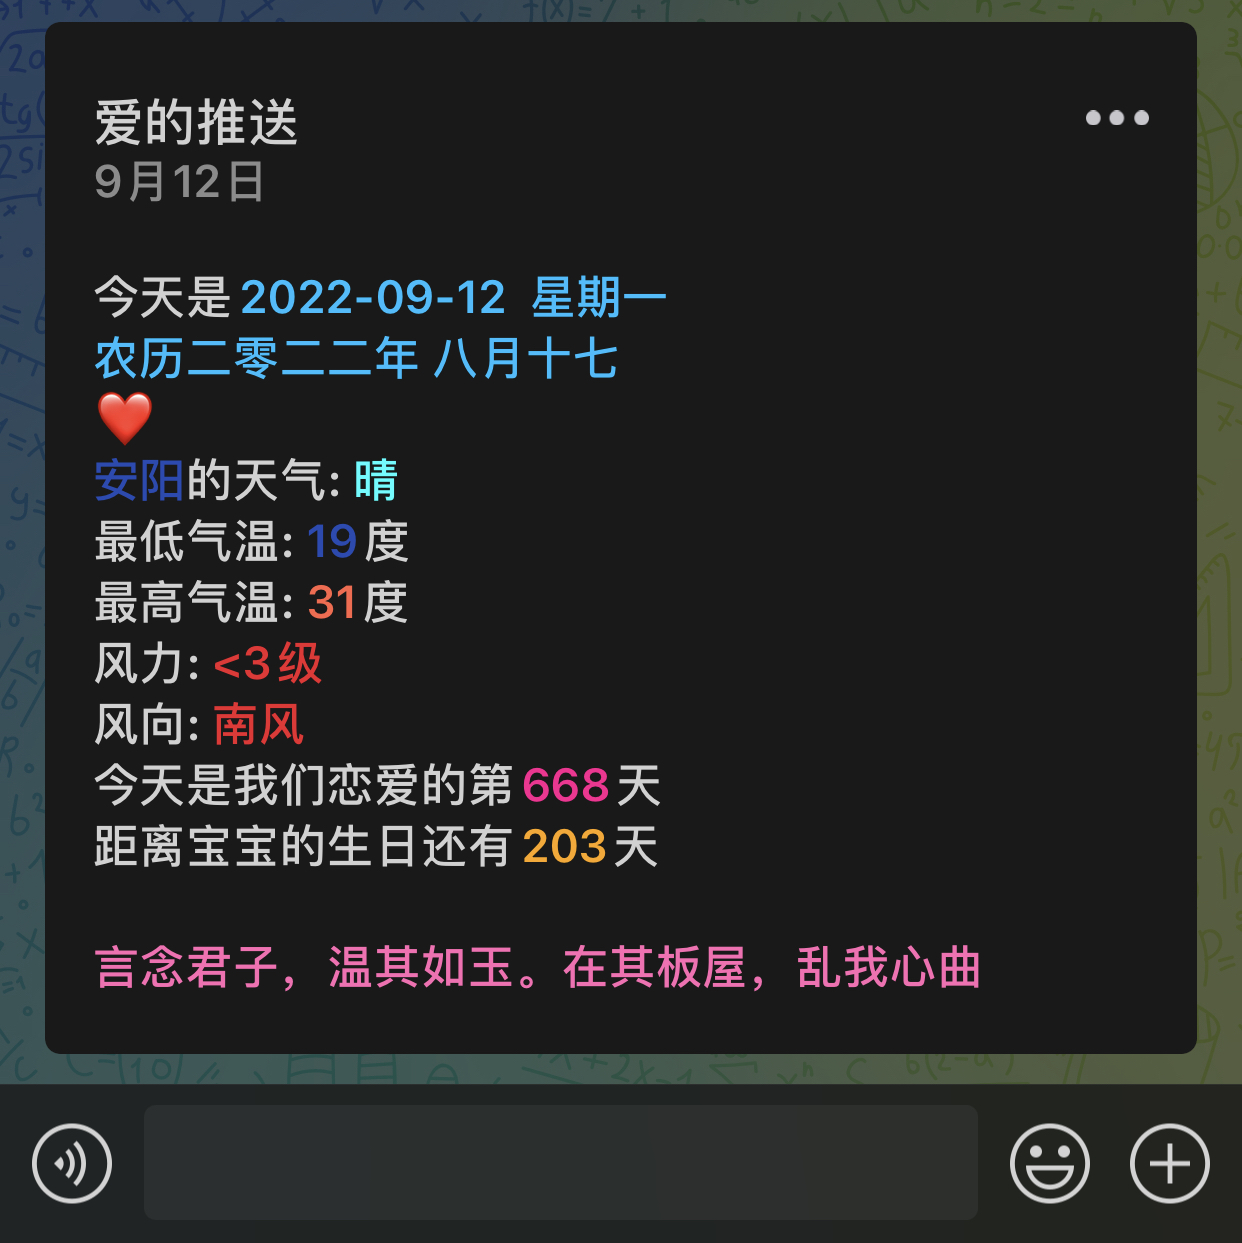 爱的推送
9月12日
今天是2022-09-12 星期一
农历二零二二年 八月十七
❤️
安阳的天气: 晴
最低气温: 19度
最高气温: 31度
风力: <3级
风向: 南风
今天是我们恋爱的第668天
距离宝宝的生日还有203天
言念君子，温其如玉。在其板屋，乱我心曲